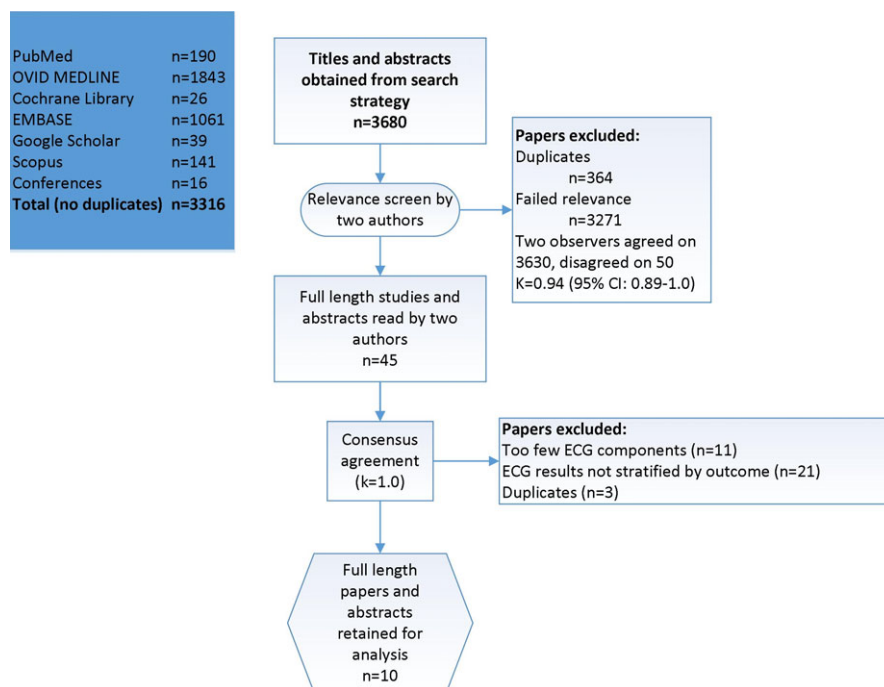 PubMed n=190
OVID MEDLINE n=1843
Cochrane Library n=26
EMBASE n=1061
Google Scholar n=39
Scopus n=141
Conferences n=16
Total (no duplicates) n=3316
Titles and abstracts
obtained from search
strategy
n=3680
Relevance screen by
two authors
Papers excluded:
Duplicates
n=364
Failed relevance
n=3271
Two observers agreed on
3630, disagreed on 50
K=0.94 (95% CI: 0.89-1.0)
Full length studies and
abstracts read by two
authors
n=45
Consensus
agreement
(k=1.0)
Papers excluded:
Too few ECG components (n=11)
ECG results not stratified by outcome (n=21)
Duplicates (n=3)
Full length
papers and
abstracts
retained for
analysis
n=10